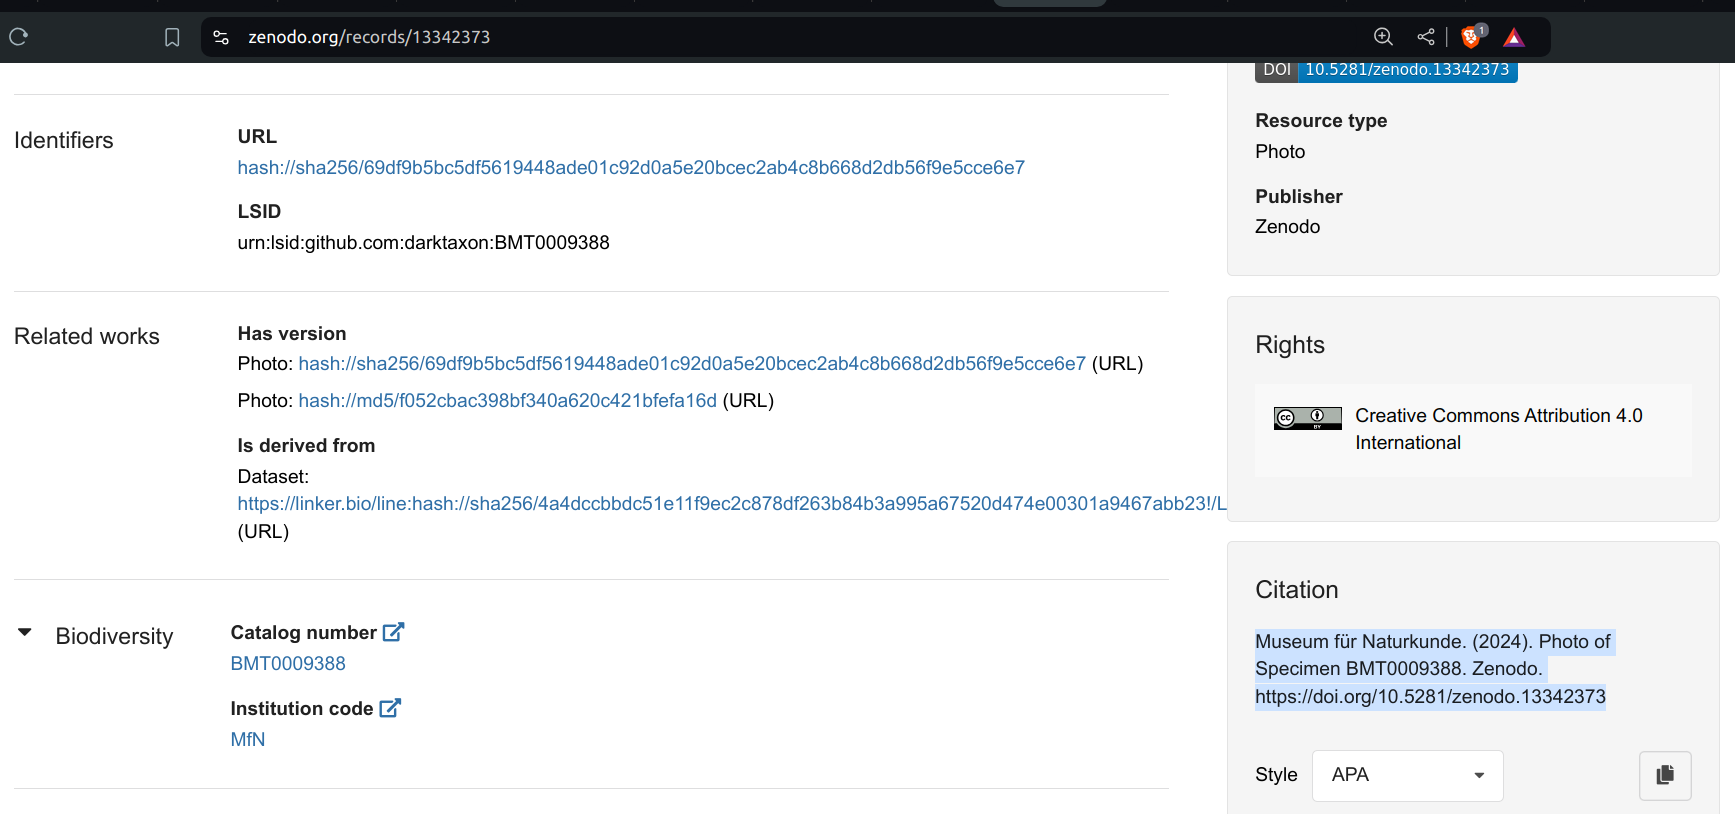 zenodo.org/records/13342373
1
DOI 10.5281/zenodo.13342373
Identifiers
URL
hash://sha256/69df9b5bc5df5619448ade01c92d0a5e20bcec2ab4c8b668d2db56f9e5cce6e7
LSID
urn:lsid:github.com:darktaxon:BMT0009388
Related works
Has version
Photo: hash://sha256/69df9b5bc5df5619448ade01c92d0a5e20bcec2ab4c8b668d2db56f9e5cce6e7 (URL)
Photo: hash://md5/f052cbac398bf340a620c421bfefa16d (URL)
Is derived from
Dataset:
https://linker.bio/line:hash://sha256/4a4dccbbdc51e11f9ec2c878df263b84b3a995a67520d474e00301a9467abb23!/L
(URL)
Biodiversity
Catalog number
BMT0009388
Institution code
MfN
Resource type
Photo
Publisher
Zenodo
Rights
cc BY
Creative Commons Attribution 4.0
International
Citation
Museum für Naturkunde. (2024). Photo of
Specimen BMT0009388. Zenodo.
https://doi.org/10.5281/zenodo.13342373
Style APA